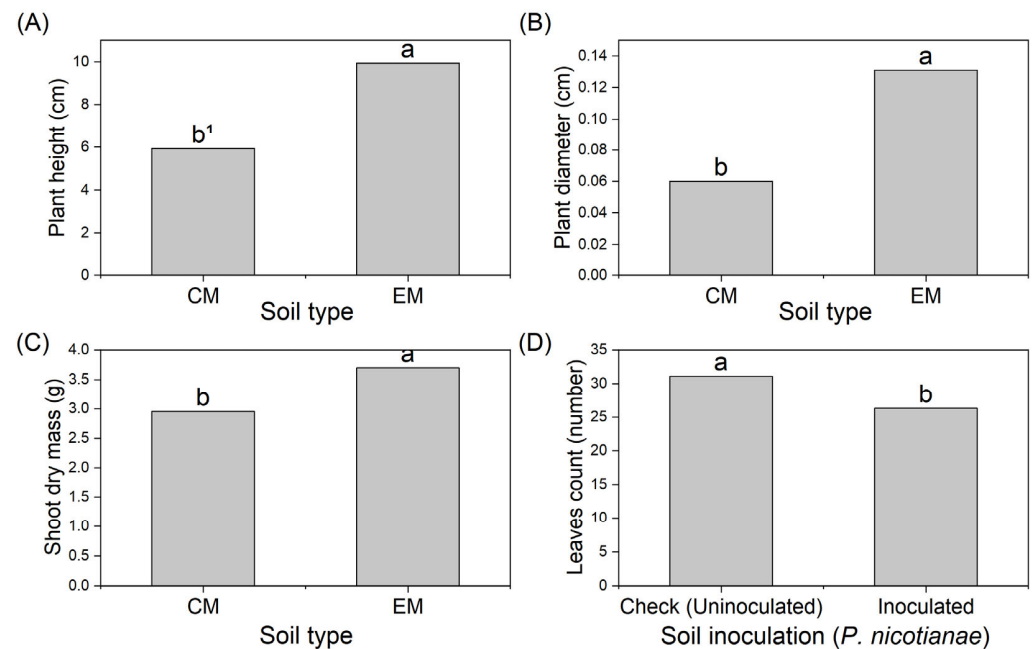 (A)
Plant height (cm)
10
8
6
4
2
0
b¹
a
CM
EM
Soil type
(B)
Plant diameter (cm)
0.14
0.12
0.10
0.08
0.06
0.04
0.02
0.00
b
a
CM
EM
Soil type
(C)
Shoot dry mass (g)
4.0
3.5
3.0
2.5
2.0
1.5
1.0
0.5
0.0
b
a
CM
EM
Soil type
(D)
Leaves count (number)
35
30
25
20
15
10
5
0
a
b
Check (Uninoculated)
Inoculated
Soil inoculation (P. nicotianae)